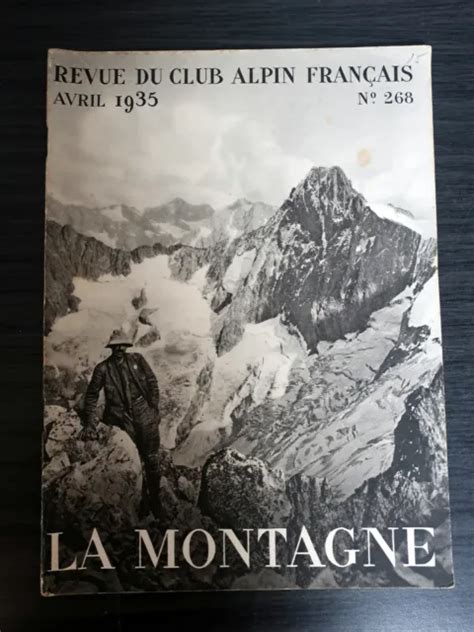 REVUE DU CLUB ALPIN FRANÇAIS
AVRIL 1935 Nº 268
LA MONTAGNE